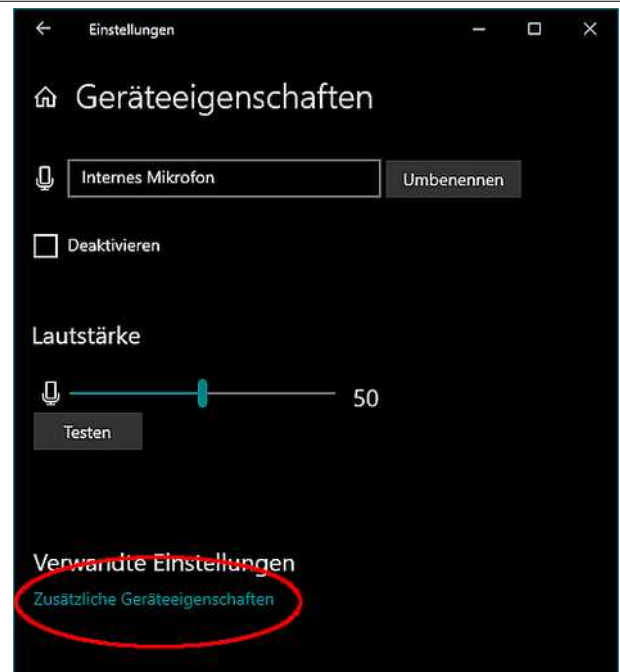 Einstellungen
Geräteeigenschaften
Internes Mikrofon
Umbenennen
Deaktivieren
Lautstärke
50
Testen
Verwandte Einstellungen
Zusätzliche Geräteeigenschaften